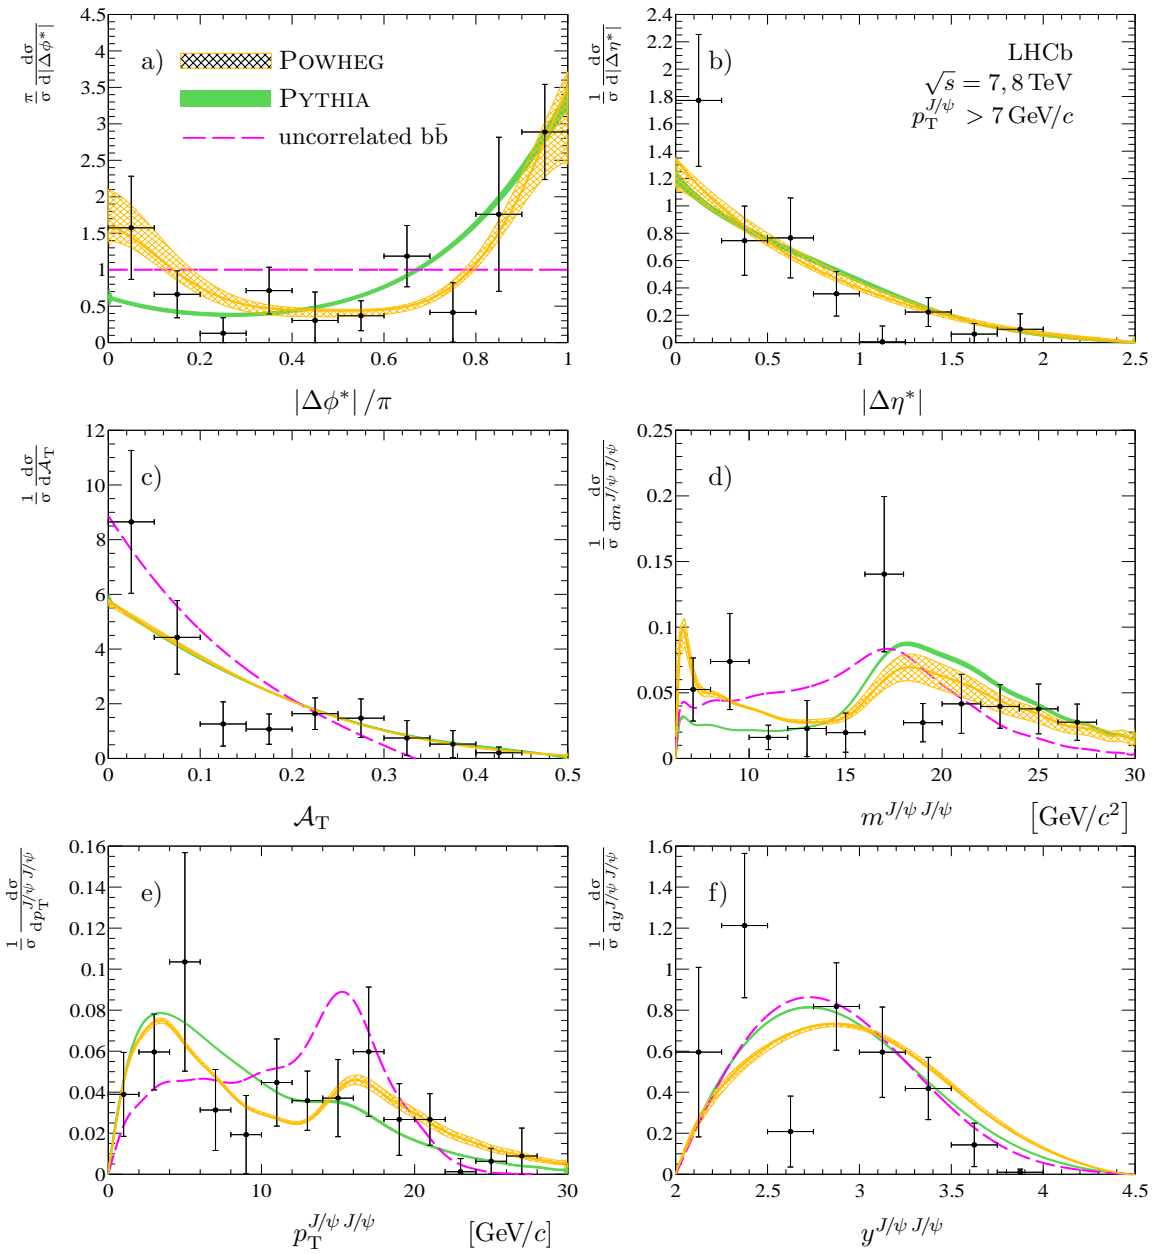 π/σ dσ/d|Δϕ*|
4.5
4
3.5
3
2.5
2
1.5
1
0.5
0
a)
POWHEG
PYTHIA
uncorrelated bb̄
0 0.2 0.4 0.6 0.8 1
|Δϕ*|/π
1/σ dσ/d|Δη*|
2.4
2.2
2
1.8
1.6
1.4
1.2
1
0.8
0.6
0.4
0.2
0
b)
LHCb
√s = 7, 8 TeV
p_T^{J/ψ} > 7 GeV/c
0 0.5 1 1.5 2 2.5
|Δη*|
1/σ dσ/d𝒜_T
12
10
8
6
4
2
0
c)
0 0.1 0.2 0.3 0.4 0.5
𝒜_T
1/σ dσ/dm^{J/ψ J/ψ}
0.25
0.2
0.15
0.1
0.05
0
d)
10 15 20 25 30
m^{J/ψ J/ψ} [GeV/c²]
1/σ dσ/dp_T^{J/ψ J/ψ}
0.16
0.14
0.12
0.1
0.08
0.06
0.04
0.02
0
e)
0 10 20 30
p_T^{J/ψ J/ψ} [GeV/c]
1/σ dσ/dy^{J/ψ J/ψ}
1.6
1.4
1.2
1
0.8
0.6
0.4
0.2
0
f)
2 2.5 3 3.5 4 4.5
y^{J/ψ J/ψ}